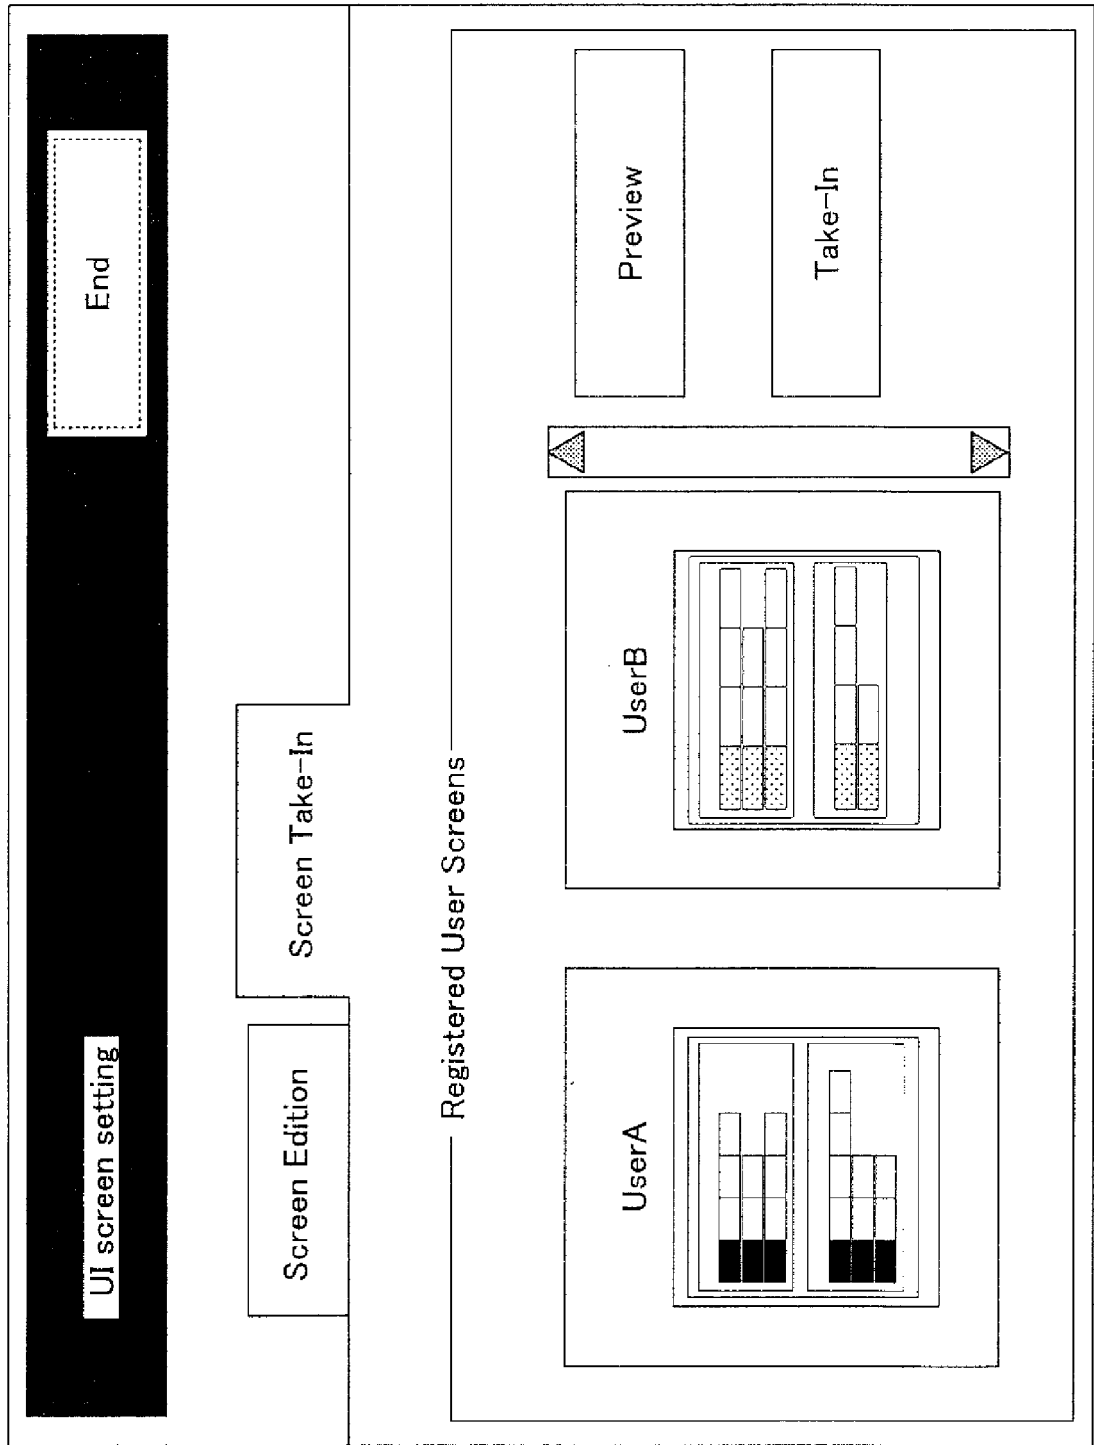 UI screen setting
End
Screen Edition
Screen Take-In
Registered User Screens
UserA
UserB
Preview
Take-In